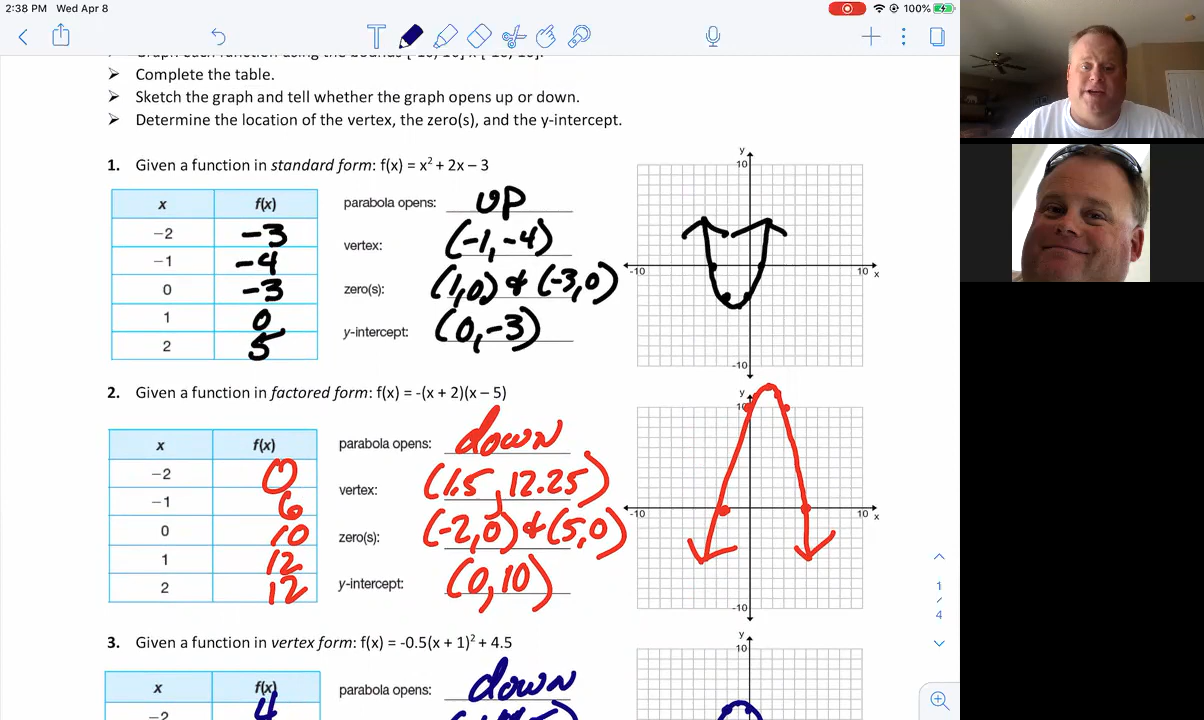 2:38 PM Wed Apr 8
100%
➤ Complete the table.
➤ Sketch the graph and tell whether the graph opens up or down.
➤ Determine the location of the vertex, the zero(s), and the y-intercept.
1. Given a function in standard form: f(x) = x² + 2x – 3
x f(x)
−2 -3
−1 -4
0 -3
1 0
2 5
parabola opens: UP
vertex: (-1,-4)
zero(s): (1,0) & (-3,0)
y-intercept: (0,-3)
y
10
-10 10 x
-10
2. Given a function in factored form: f(x) = -(x + 2)(x – 5)
x f(x)
−2 0
−1 6
0 10
1 12
2 12
parabola opens: down
vertex: (1.5, 12.25)
zero(s): (-2,0) & (5,0)
y-intercept: (0,10)
y
10
-10 10 x
-10
3. Given a function in vertex form: f(x) = -0.5(x + 1)² + 4.5
x f(x)
−2 4
parabola opens: down
y
10
1
/
4